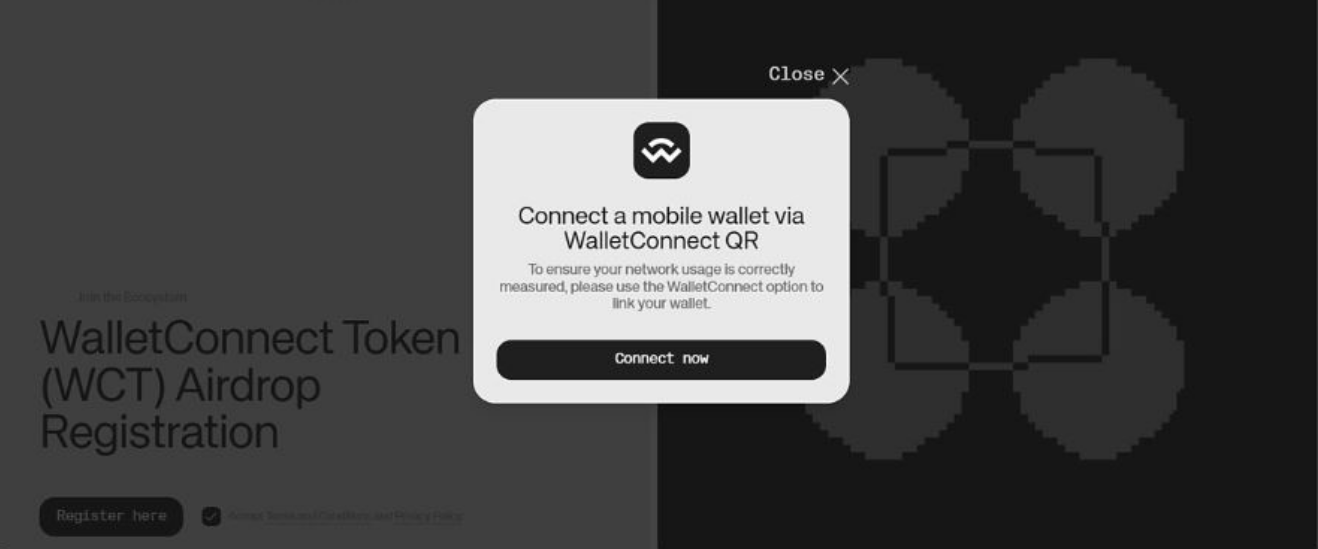 Close
Connect a mobile wallet via
WalletConnect QR
To ensure your network usage is correctly
measured, please use the WalletConnect option to
link your wallet.
Connect now
Join the Ecosystem
WalletConnect Token
(WCT) Airdrop
Registration
Register here
I accept Terms and Conditions and Privacy Policy